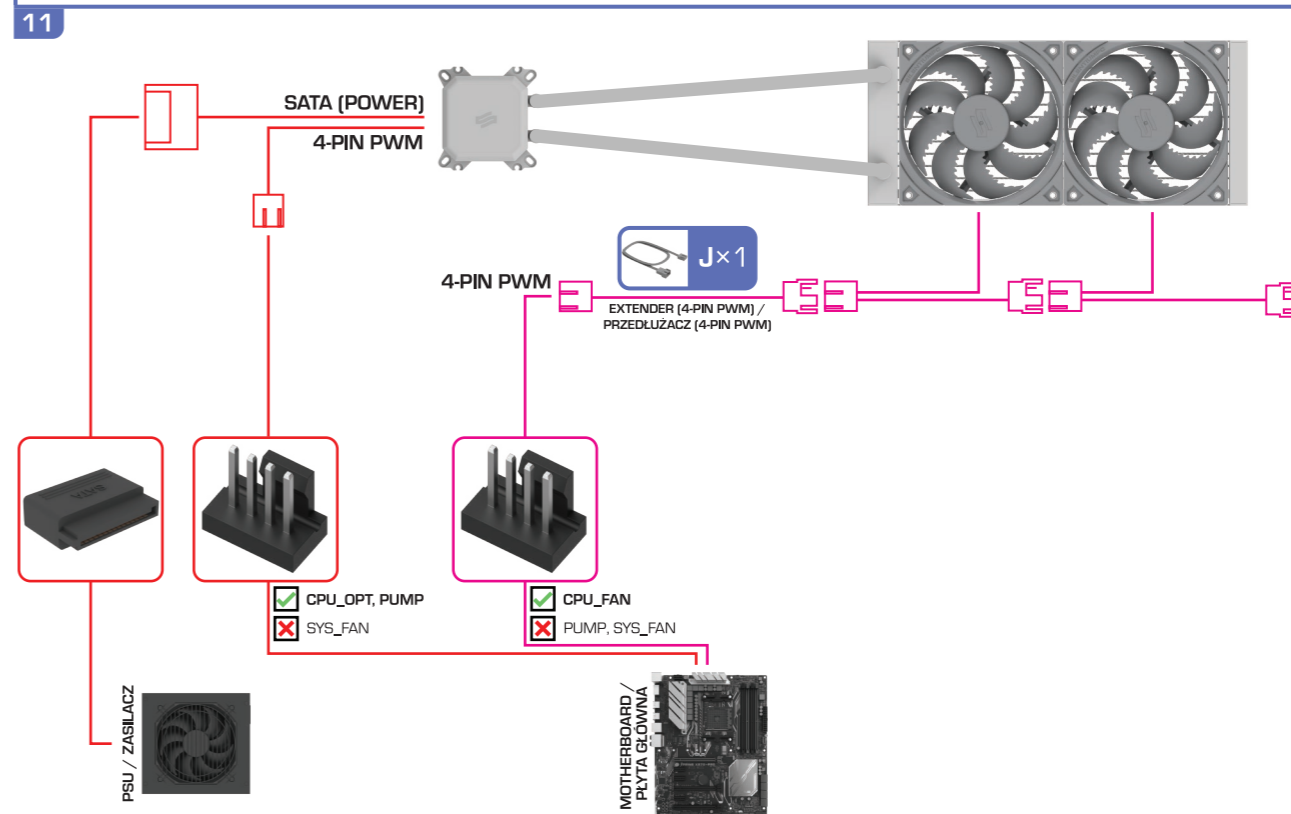 11
SATA (POWER)
4-PIN PWM
J×1
4-PIN PWM
EXTENDER (4-PIN PWM) /
PRZEDŁUŻACZ (4-PIN PWM)
SATA
CPU_OPT, PUMP
SYS_FAN
CPU_FAN
PUMP, SYS_FAN
PSU / ZASILACZ
MOTHERBOARD /
PŁYTA GŁÓWNA